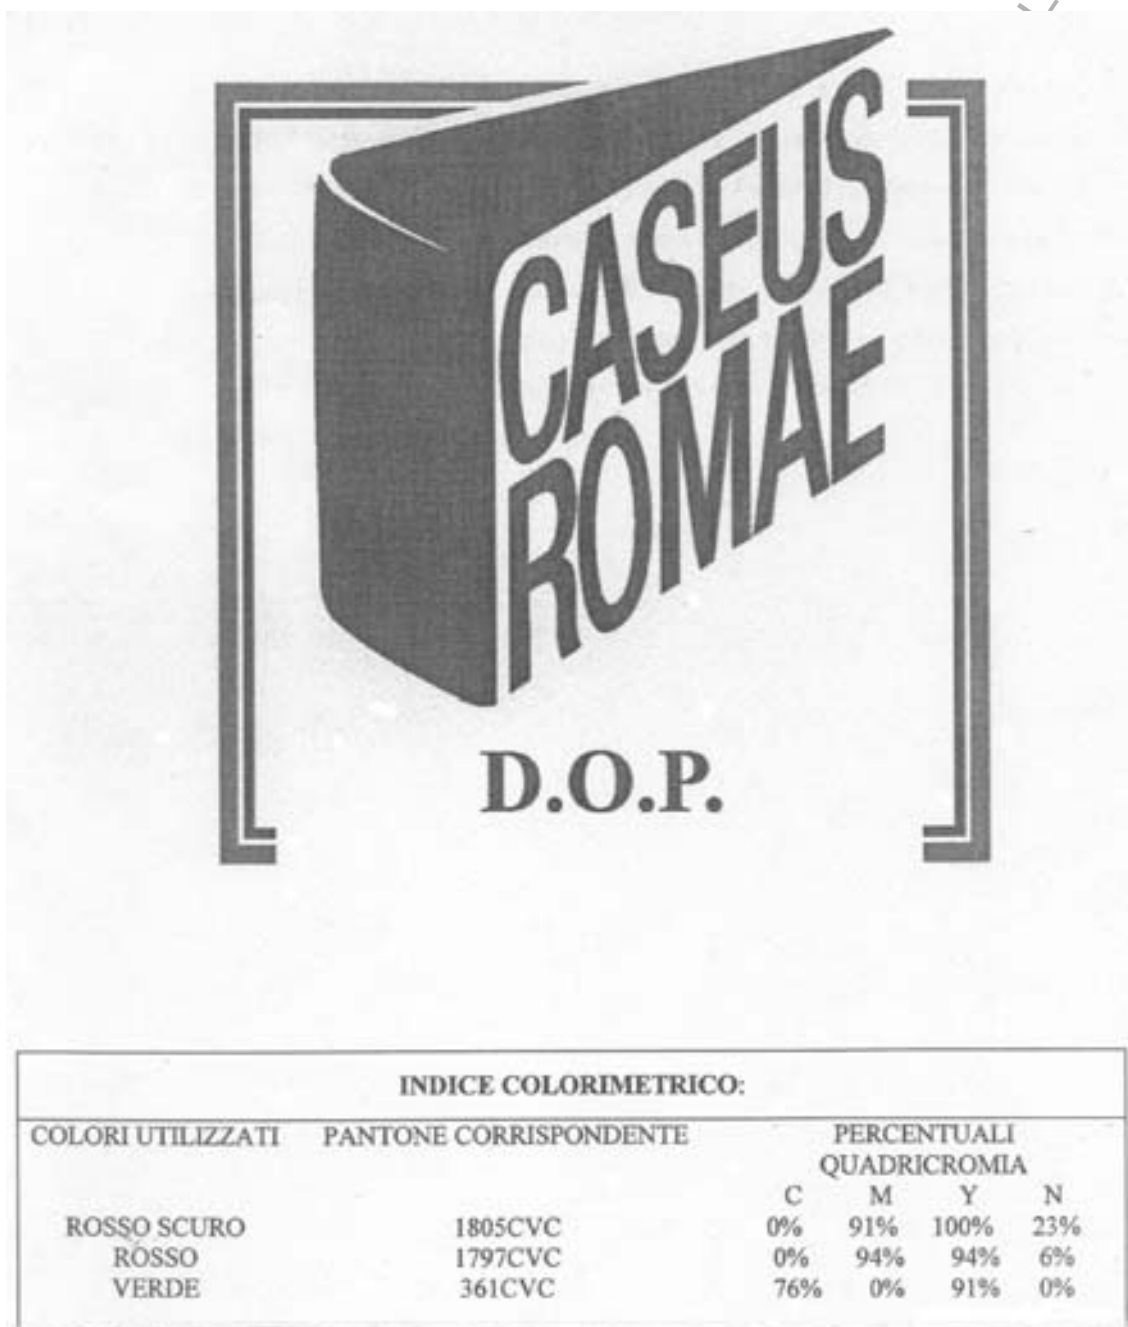 CASEUS
ROMAE
D.O.P.
INDICE COLORIMETRICO:
COLORI UTILIZZATI PANTONE CORRISPONDENTE PERCENTUALI
QUADRICROMIA
C M Y N
ROSSO SCURO 1805CVC 0% 91% 100% 23%
ROSSO 1797CVC 0% 94% 94% 6%
VERDE 361CVC 76% 0% 91% 0%